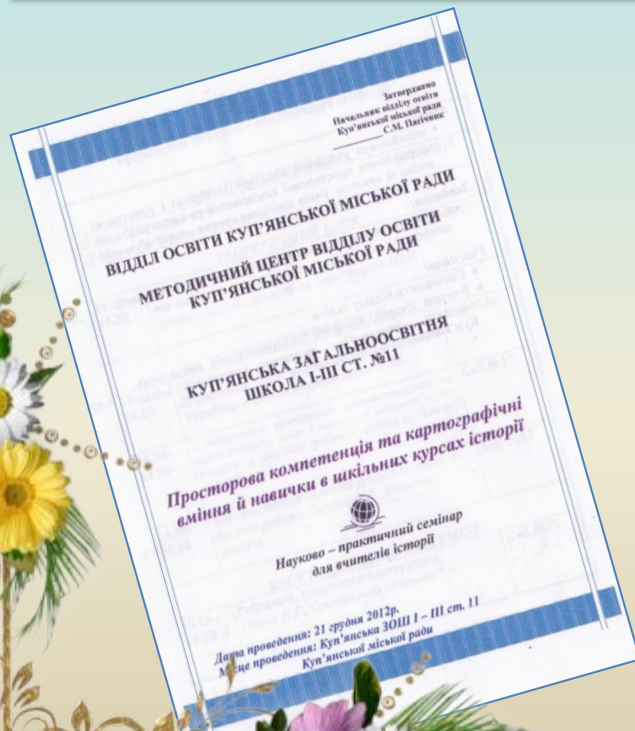 Затверджено
Начальник відділу освіти
Куп’янської міської ради
__________ С.М. Пасічник
ВІДДІЛ ОСВІТИ КУП’ЯНСЬКОЇ МІСЬКОЇ РАДИ
МЕТОДИЧНИЙ ЦЕНТР ВІДДІЛУ ОСВІТИ
КУП’ЯНСЬКОЇ МІСЬКОЇ РАДИ
КУП’ЯНСЬКА ЗАГАЛЬНООСВІТНЯ
ШКОЛА І-ІІІ СТ. №11
Просторова компетенція та картографічні
вміння й навички в шкільних курсах історії
Науково – практичний семінар
для вчителів історії
Дата проведення: 21 грудня 2012р.
Місце проведення: Куп’янська ЗОШ І – ІІІ ст. 11
Куп’янської міської ради